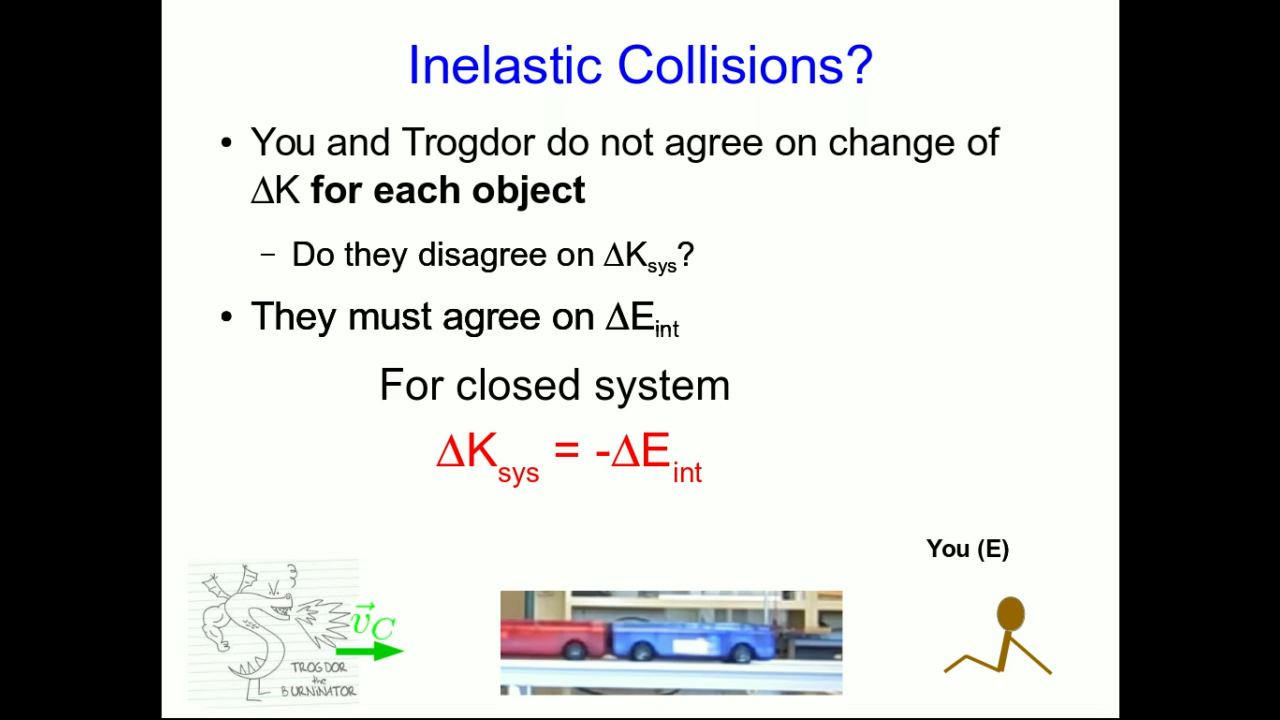 Inelastic Collisions?
• You and Trogdor do not agree on change of
ΔK for each object
– Do they disagree on ΔKsys?
• They must agree on ΔEint
For closed system
ΔKsys = -ΔEint
You (E)
v⃗C
TROGDOR
the
BURNINATOR